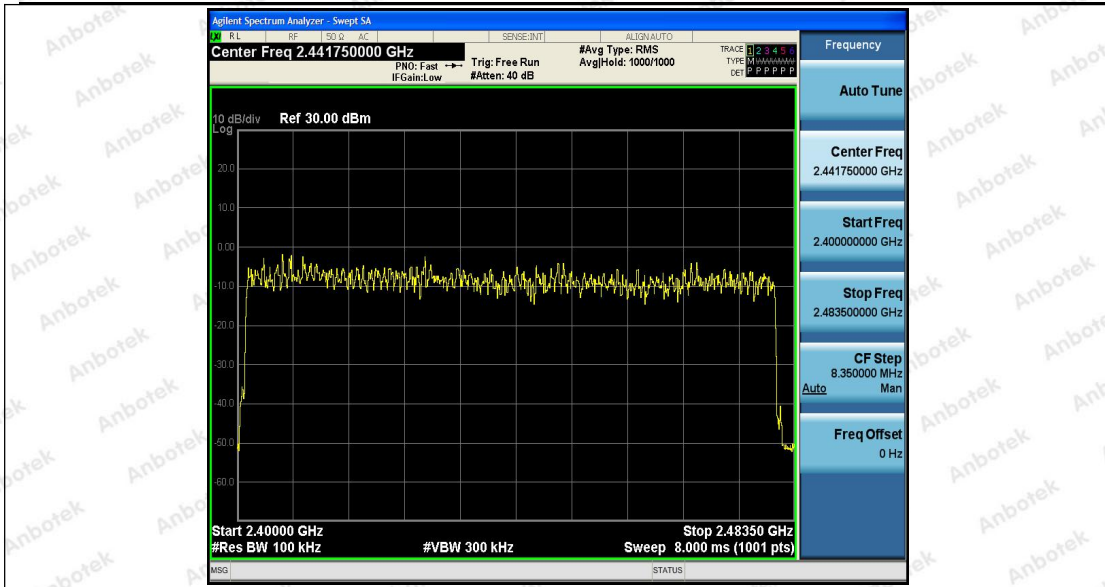 Agilent Spectrum Analyzer - Swept SA
RL RF 50 Ω AC SENSE:INT ALIGNAUTO
Center Freq 2.441750000 GHz
#Avg Type: RMS
TRACE 1 2 3 4 5 6
PNO: Fast Trig: Free Run
Avg|Hold: 1000/1000
TYPE M
IFGain:Low #Atten: 40 dB
DET P P P P P P
10 dB/div Ref 30.00 dBm
Log
20.0
10.0
0.00
-10.0
-20.0
-30.0
-40.0
-50.0
-60.0
Start 2.40000 GHz Stop 2.48350 GHz
#Res BW 100 kHz #VBW 300 kHz Sweep 8.000 ms (1001 pts)
MSG STATUS
Frequency
Auto Tune
Center Freq
2.441750000 GHz
Start Freq
2.400000000 GHz
Stop Freq
2.483500000 GHz
CF Step
8.350000 MHz
Auto Man
Freq Offset
0 Hz
Anbotek